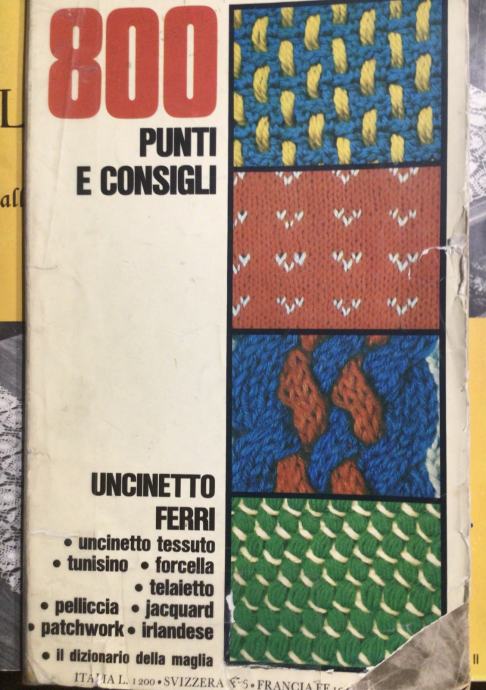 800
PUNTI
E CONSIGLI
UNCINETTO
FERRI
• uncinetto tessuto
• tunisino • forcella
• telaietto
• pelliccia • jacquard
• patchwork • irlandese
• il dizionario della maglia
ITALIA L. 1200 • SVIZZERA • FRANCIA